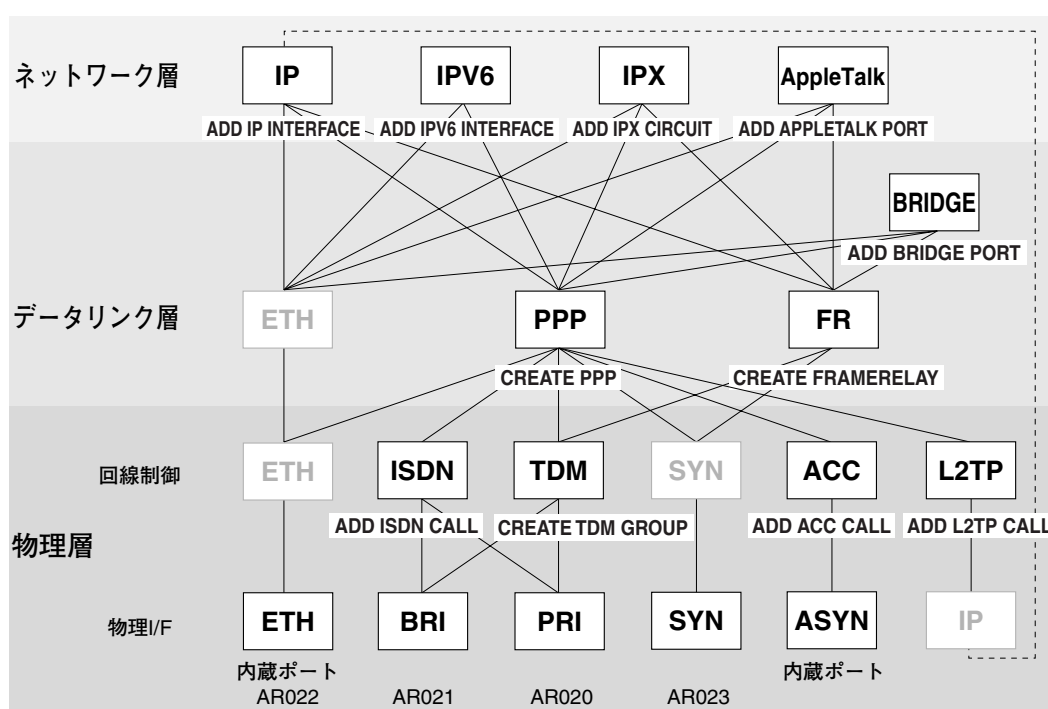 ネットワーク層
IP
IPV6
IPX
AppleTalk
ADD IP INTERFACE
ADD IPV6 INTERFACE
ADD IPX CIRCUIT
ADD APPLETALK PORT
BRIDGE
ADD BRIDGE PORT
データリンク層
ETH
PPP
FR
CREATE PPP
CREATE FRAMERELAY
回線制御
ETH
ISDN
TDM
SYN
ACC
L2TP
ADD ISDN CALL
CREATE TDM GROUP
ADD ACC CALL
ADD L2TP CALL
物理層
物理I/F
ETH
BRI
PRI
SYN
ASYN
IP
内蔵ポート
内蔵ポート
AR022
AR021
AR020
AR023